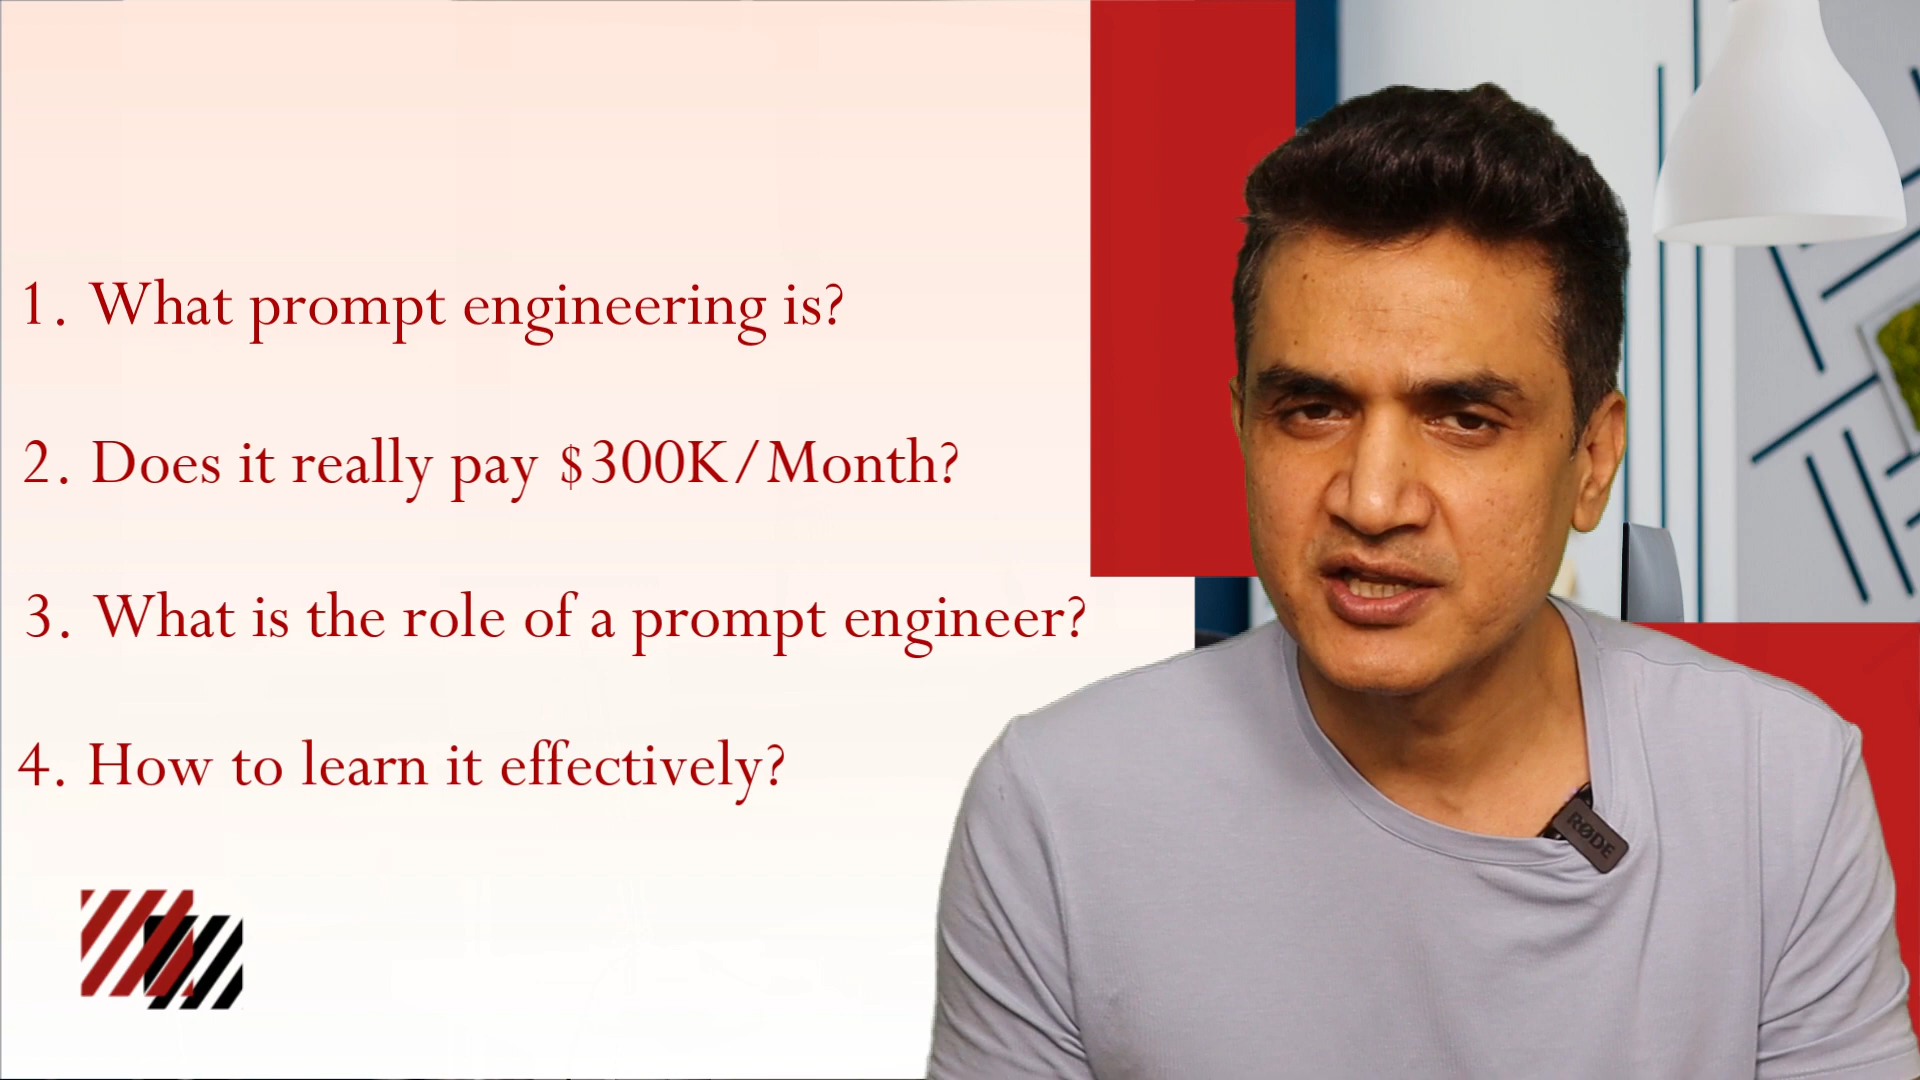 1. What prompt engineering is?
2. Does it really pay $300K/Month?
3. What is the role of a prompt engineer?
4. How to learn it effectively?
RØDE